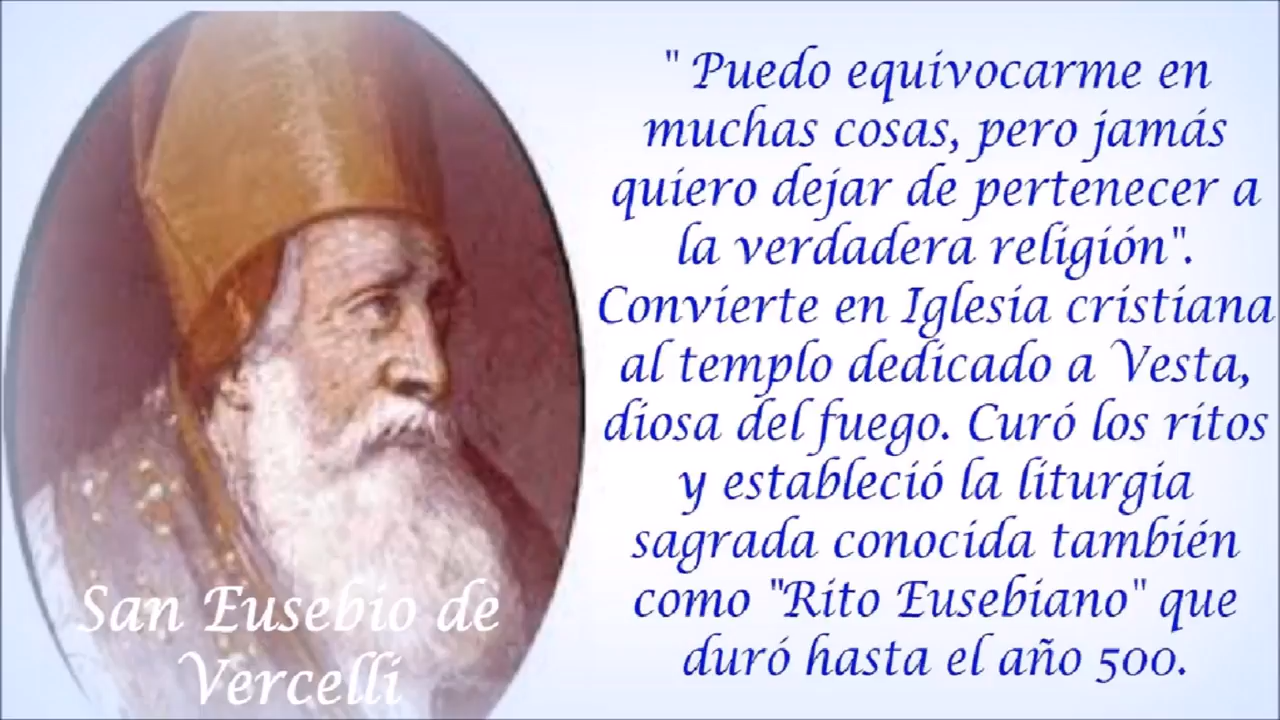 " Puedo equivocarme en
muchas cosas, pero jamás
quiero dejar de pertenecer a
la verdadera religión".
Convierte en Iglesia cristiana
al templo dedicado a Vesta,
diosa del fuego. Curó los ritos
y estableció la liturgia
sagrada conocida también
como "Rito Eusebiano" que
duró hasta el año 500.
San Eusebio de
Vercelli